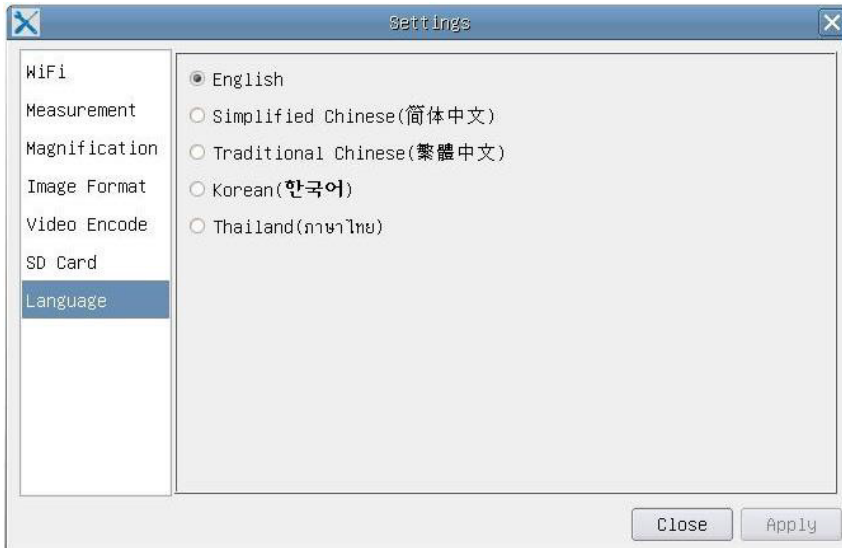 Settings
WiFi
Measurement
Magnification
Image Format
Video Encode
SD Card
Language
English
Simplified Chinese(简体中文)
Traditional Chinese(繁體中文)
Korean(한국어)
Thailand(ภาษาไทย)
Close
Apply